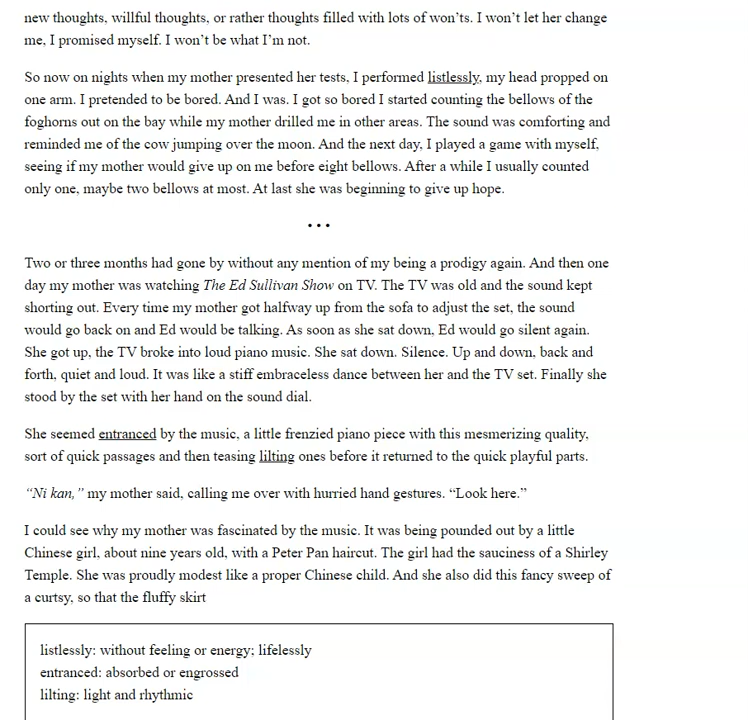 new thoughts, willful thoughts, or rather thoughts filled with lots of won’ts. I won’t let her change
me, I promised myself. I won’t be what I’m not.
So now on nights when my mother presented her tests, I performed listlessly, my head propped on
one arm. I pretended to be bored. And I was. I got so bored I started counting the bellows of the
foghorns out on the bay while my mother drilled me in other areas. The sound was comforting and
reminded me of the cow jumping over the moon. And the next day, I played a game with myself,
seeing if my mother would give up on me before eight bellows. After a while I usually counted
only one, maybe two bellows at most. At last she was beginning to give up hope.
• • •
Two or three months had gone by without any mention of my being a prodigy again. And then one
day my mother was watching The Ed Sullivan Show on TV. The TV was old and the sound kept
shorting out. Every time my mother got halfway up from the sofa to adjust the set, the sound
would go back on and Ed would be talking. As soon as she sat down, Ed would go silent again.
She got up, the TV broke into loud piano music. She sat down. Silence. Up and down, back and
forth, quiet and loud. It was like a stiff embraceless dance between her and the TV set. Finally she
stood by the set with her hand on the sound dial.
She seemed entranced by the music, a little frenzied piano piece with this mesmerizing quality,
sort of quick passages and then teasing lilting ones before it returned to the quick playful parts.
“Ni kan,” my mother said, calling me over with hurried hand gestures. “Look here.”
I could see why my mother was fascinated by the music. It was being pounded out by a little
Chinese girl, about nine years old, with a Peter Pan haircut. The girl had the sauciness of a Shirley
Temple. She was proudly modest like a proper Chinese child. And she also did this fancy sweep of
a curtsy, so that the fluffy skirt
listlessly: without feeling or energy; lifelessly
entranced: absorbed or engrossed
lilting: light and rhythmic